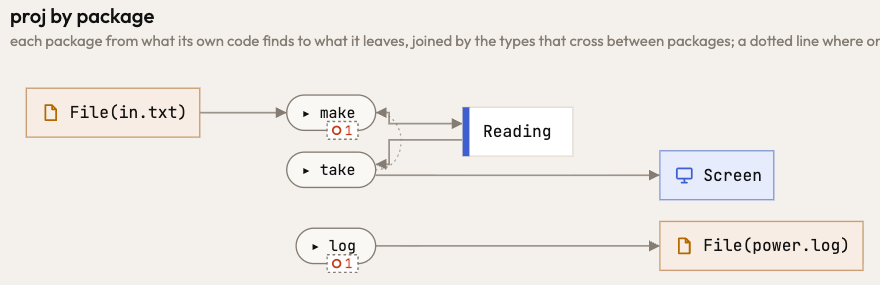 proj by package
each package from what its own code finds to what it leaves, joined by the types that cross between packages; a dotted line where
File(in.txt)
▸ make
1
Reading
▸ take
Screen
▸ log
1
File(power.log)